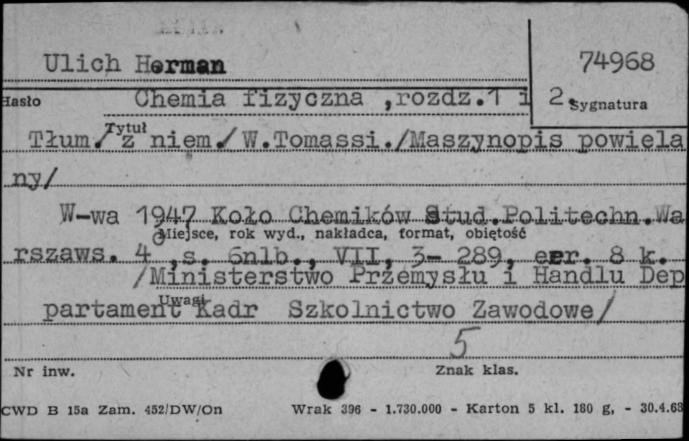 Ulich Herman
74968
Hasło
Chemia fizyczna ,rozdz.1 i 2.
Sygnatura
Tytuł
Tłum./z niem./W.Tomassi./Maszynopis powiela
ny/
W-wa 1947 Koło Chemików Stud.Politechn.Wa
Miejsce, rok wyd., nakładca, format, objętość
rszaws. 4 ,s. 6nlb., VII, 3- 289, err. 8 k.
/Ministerstwo Przemysłu i Handlu Dep
Uwagi
partament Kadr Szkolnictwo Zawodowe/
5
Nr inw.
Znak klas.
CWD B 15a Zam. 452/DW/On
Wrak 396 - 1.730.000 - Karton 5 kl. 180 g, - 30.4.68